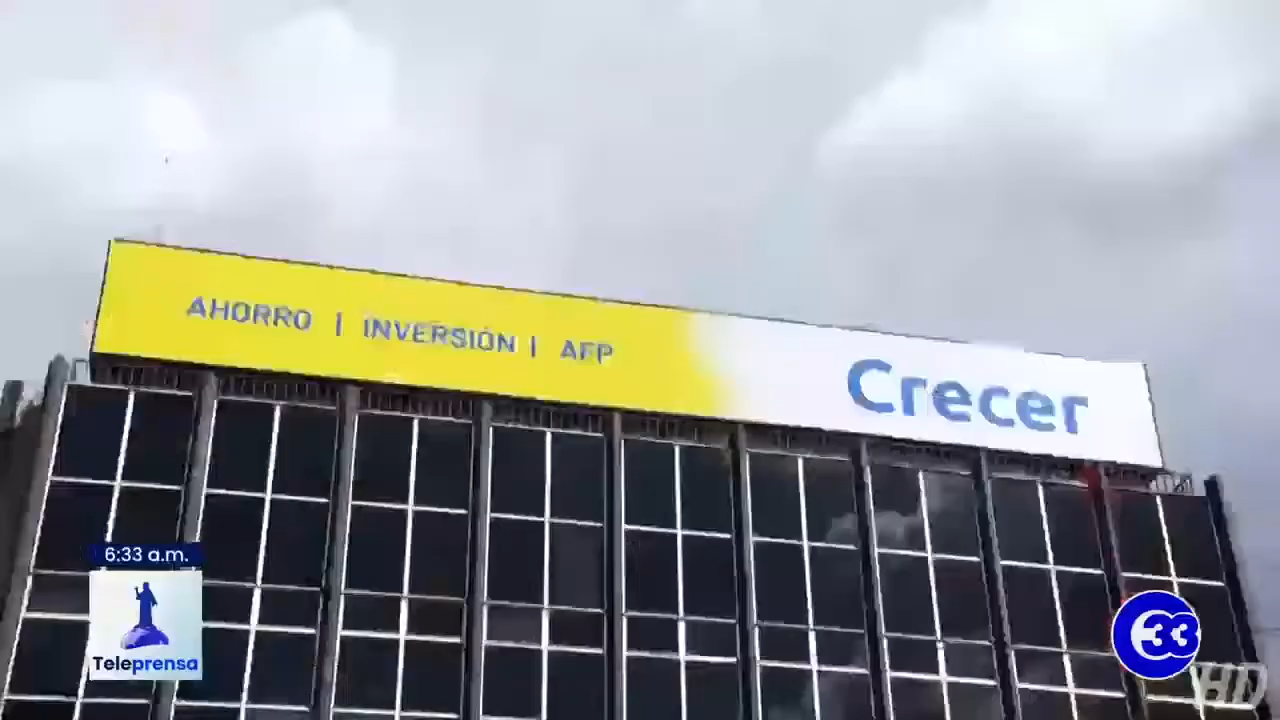 AHORRO | INVERSIÓN | AFP
Crecer
6:33 a.m.
Teleprensa
33
HD